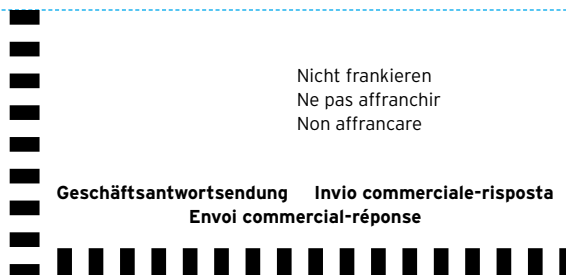 Nicht frankieren
Ne pas affranchir
Non affrancare
Geschäftsantwortsendung Invio commerciale-risposta
Envoi commercial-réponse